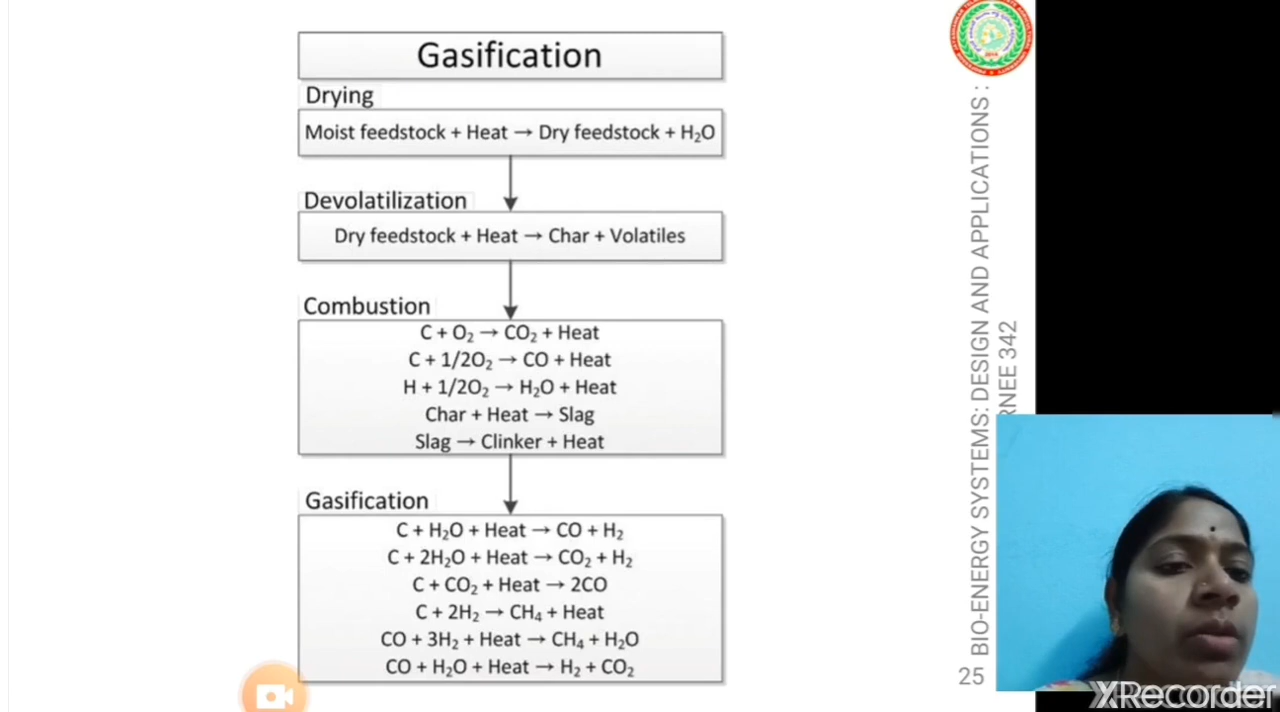 Gasification
Drying
Moist feedstock + Heat → Dry feedstock + H₂O
Devolatilization
Dry feedstock + Heat → Char + Volatiles
Combustion
C + O₂ → CO₂ + Heat
C + 1/2O₂ → CO + Heat
H + 1/2O₂ → H₂O + Heat
Char + Heat → Slag
Slag → Clinker + Heat
Gasification
C + H₂O + Heat → CO + H₂
C + 2H₂O + Heat → CO₂ + H₂
C + CO₂ + Heat → 2CO
C + 2H₂ → CH₄ + Heat
CO + 3H₂ + Heat → CH₄ + H₂O
CO + H₂O + Heat → H₂ + CO₂
BIO-ENERGY SYSTEMS: DESIGN AND APPLICATIONS :
RNEE 342
25
XRecorder